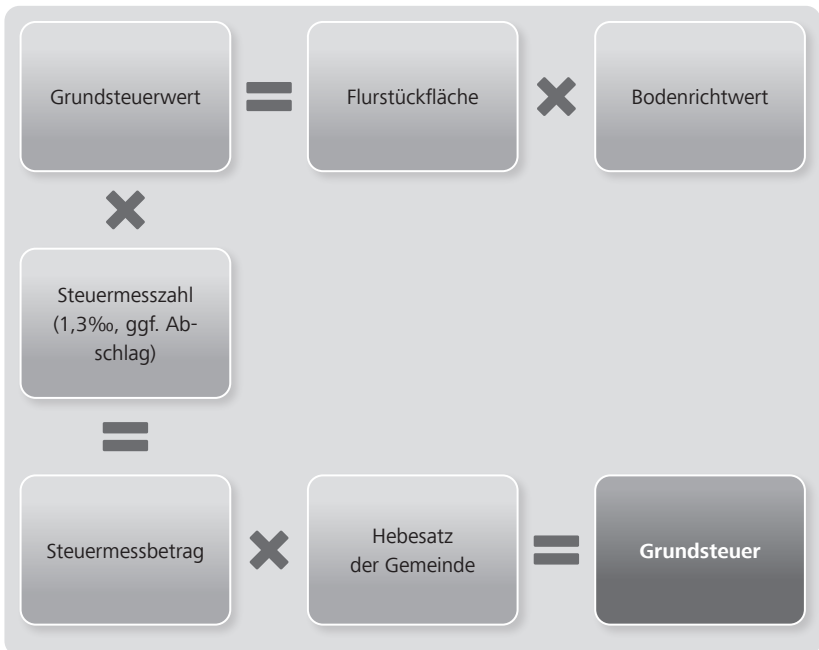 Grundsteuerwert
Flurstückfläche
Bodenrichtwert
Steuermesszahl
(1,3‰, ggf. Ab-
schlag)
Steuermessbetrag
Hebesatz
der Gemeinde
Grundsteuer